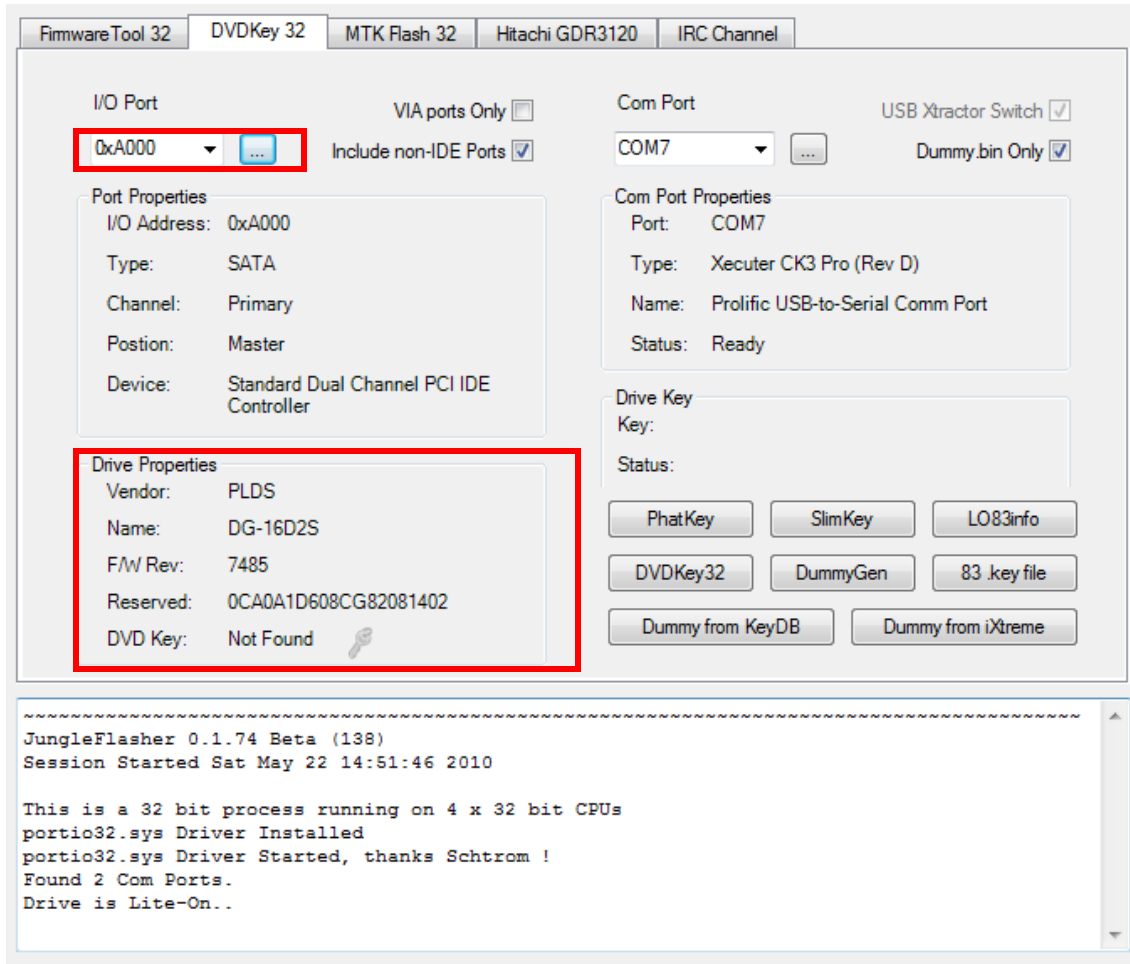 FirmwareTool 32 DVDKey 32 MTK Flash 32 Hitachi GDR3120 IRC Channel
I/O Port
VIA ports Only
0xA000 ... Include non-IDE Ports
Port Properties
I/O Address: 0xA000
Type: SATA
Channel: Primary
Postion: Master
Device: Standard Dual Channel PCI IDE
Controller
Drive Properties
Vendor: PLDS
Name: DG-16D2S
F/W Rev: 7485
Reserved: 0CA0A1D608CG82081402
DVD Key: Not Found
Com Port
USB Xtractor Switch
COM7 ... Dummy.bin Only
Com Port Properties
Port: COM7
Type: Xecuter CK3 Pro (Rev D)
Name: Prolific USB-to-Serial Comm Port
Status: Ready
Drive Key
Key:
Status:
PhatKey SlimKey LO83info
DVDKey32 DummyGen 83 .key file
Dummy from KeyDB Dummy from iXtreme
~~~~~~~~~~~~~~~~~~~~~~~~~~~~~~~~~~~~~~~~~~~~~~~~~~~~~~~~~~~~~~~~~~~~~~~~~~~~~~~~~~~~~~~~~~
JungleFlasher 0.1.74 Beta (138)
Session Started Sat May 22 14:51:46 2010
This is a 32 bit process running on 4 x 32 bit CPUs
portio32.sys Driver Installed
portio32.sys Driver Started, thanks Schtrom !
Found 2 Com Ports.
Drive is Lite-On..